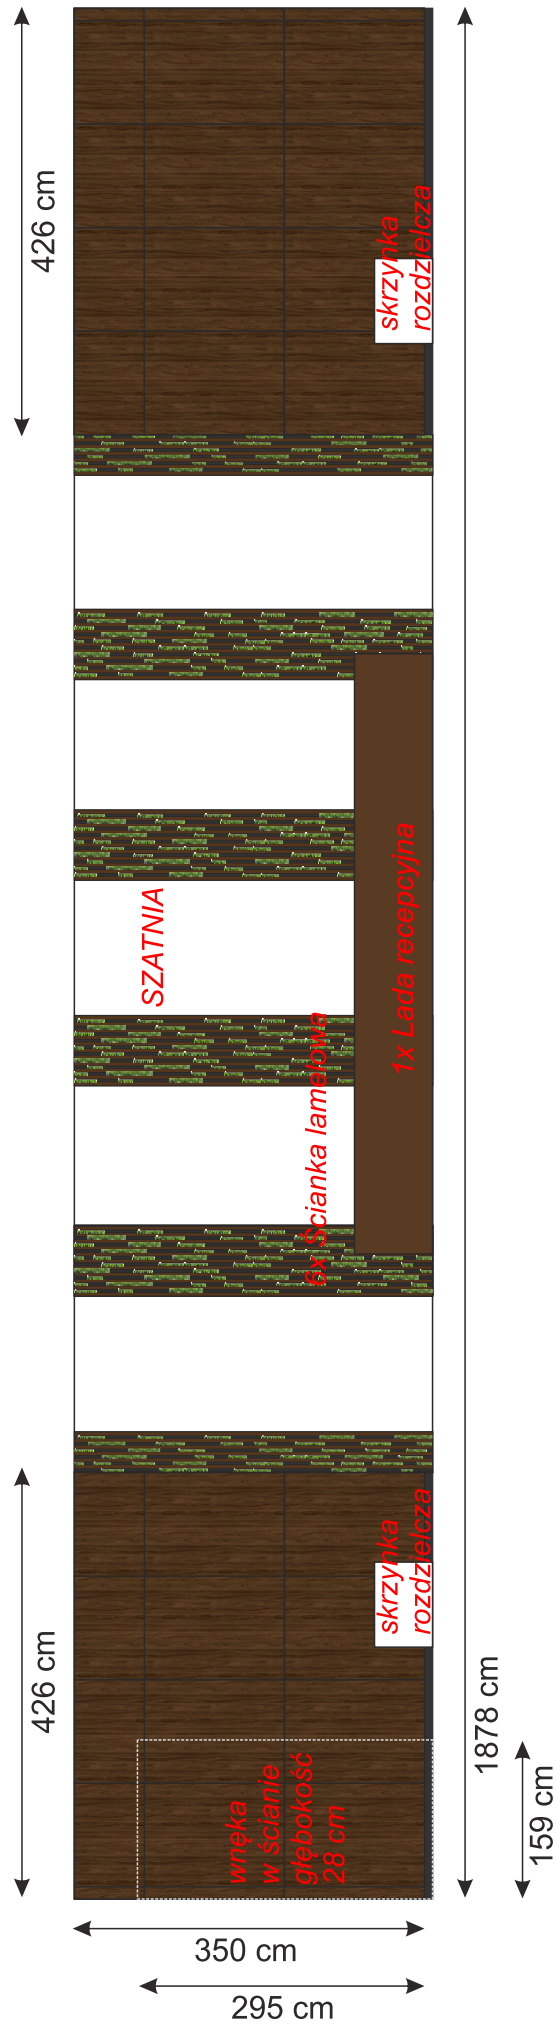 426 cm
skrzynka
rozdzielcza
SZATNIA
1x Lada recepcyjna
6x Ścianka lamelowa
426 cm
skrzynka
rozdzielcza
wnęka
w ścianie
głębokość
28 cm
1878 cm
159 cm
350 cm
295 cm